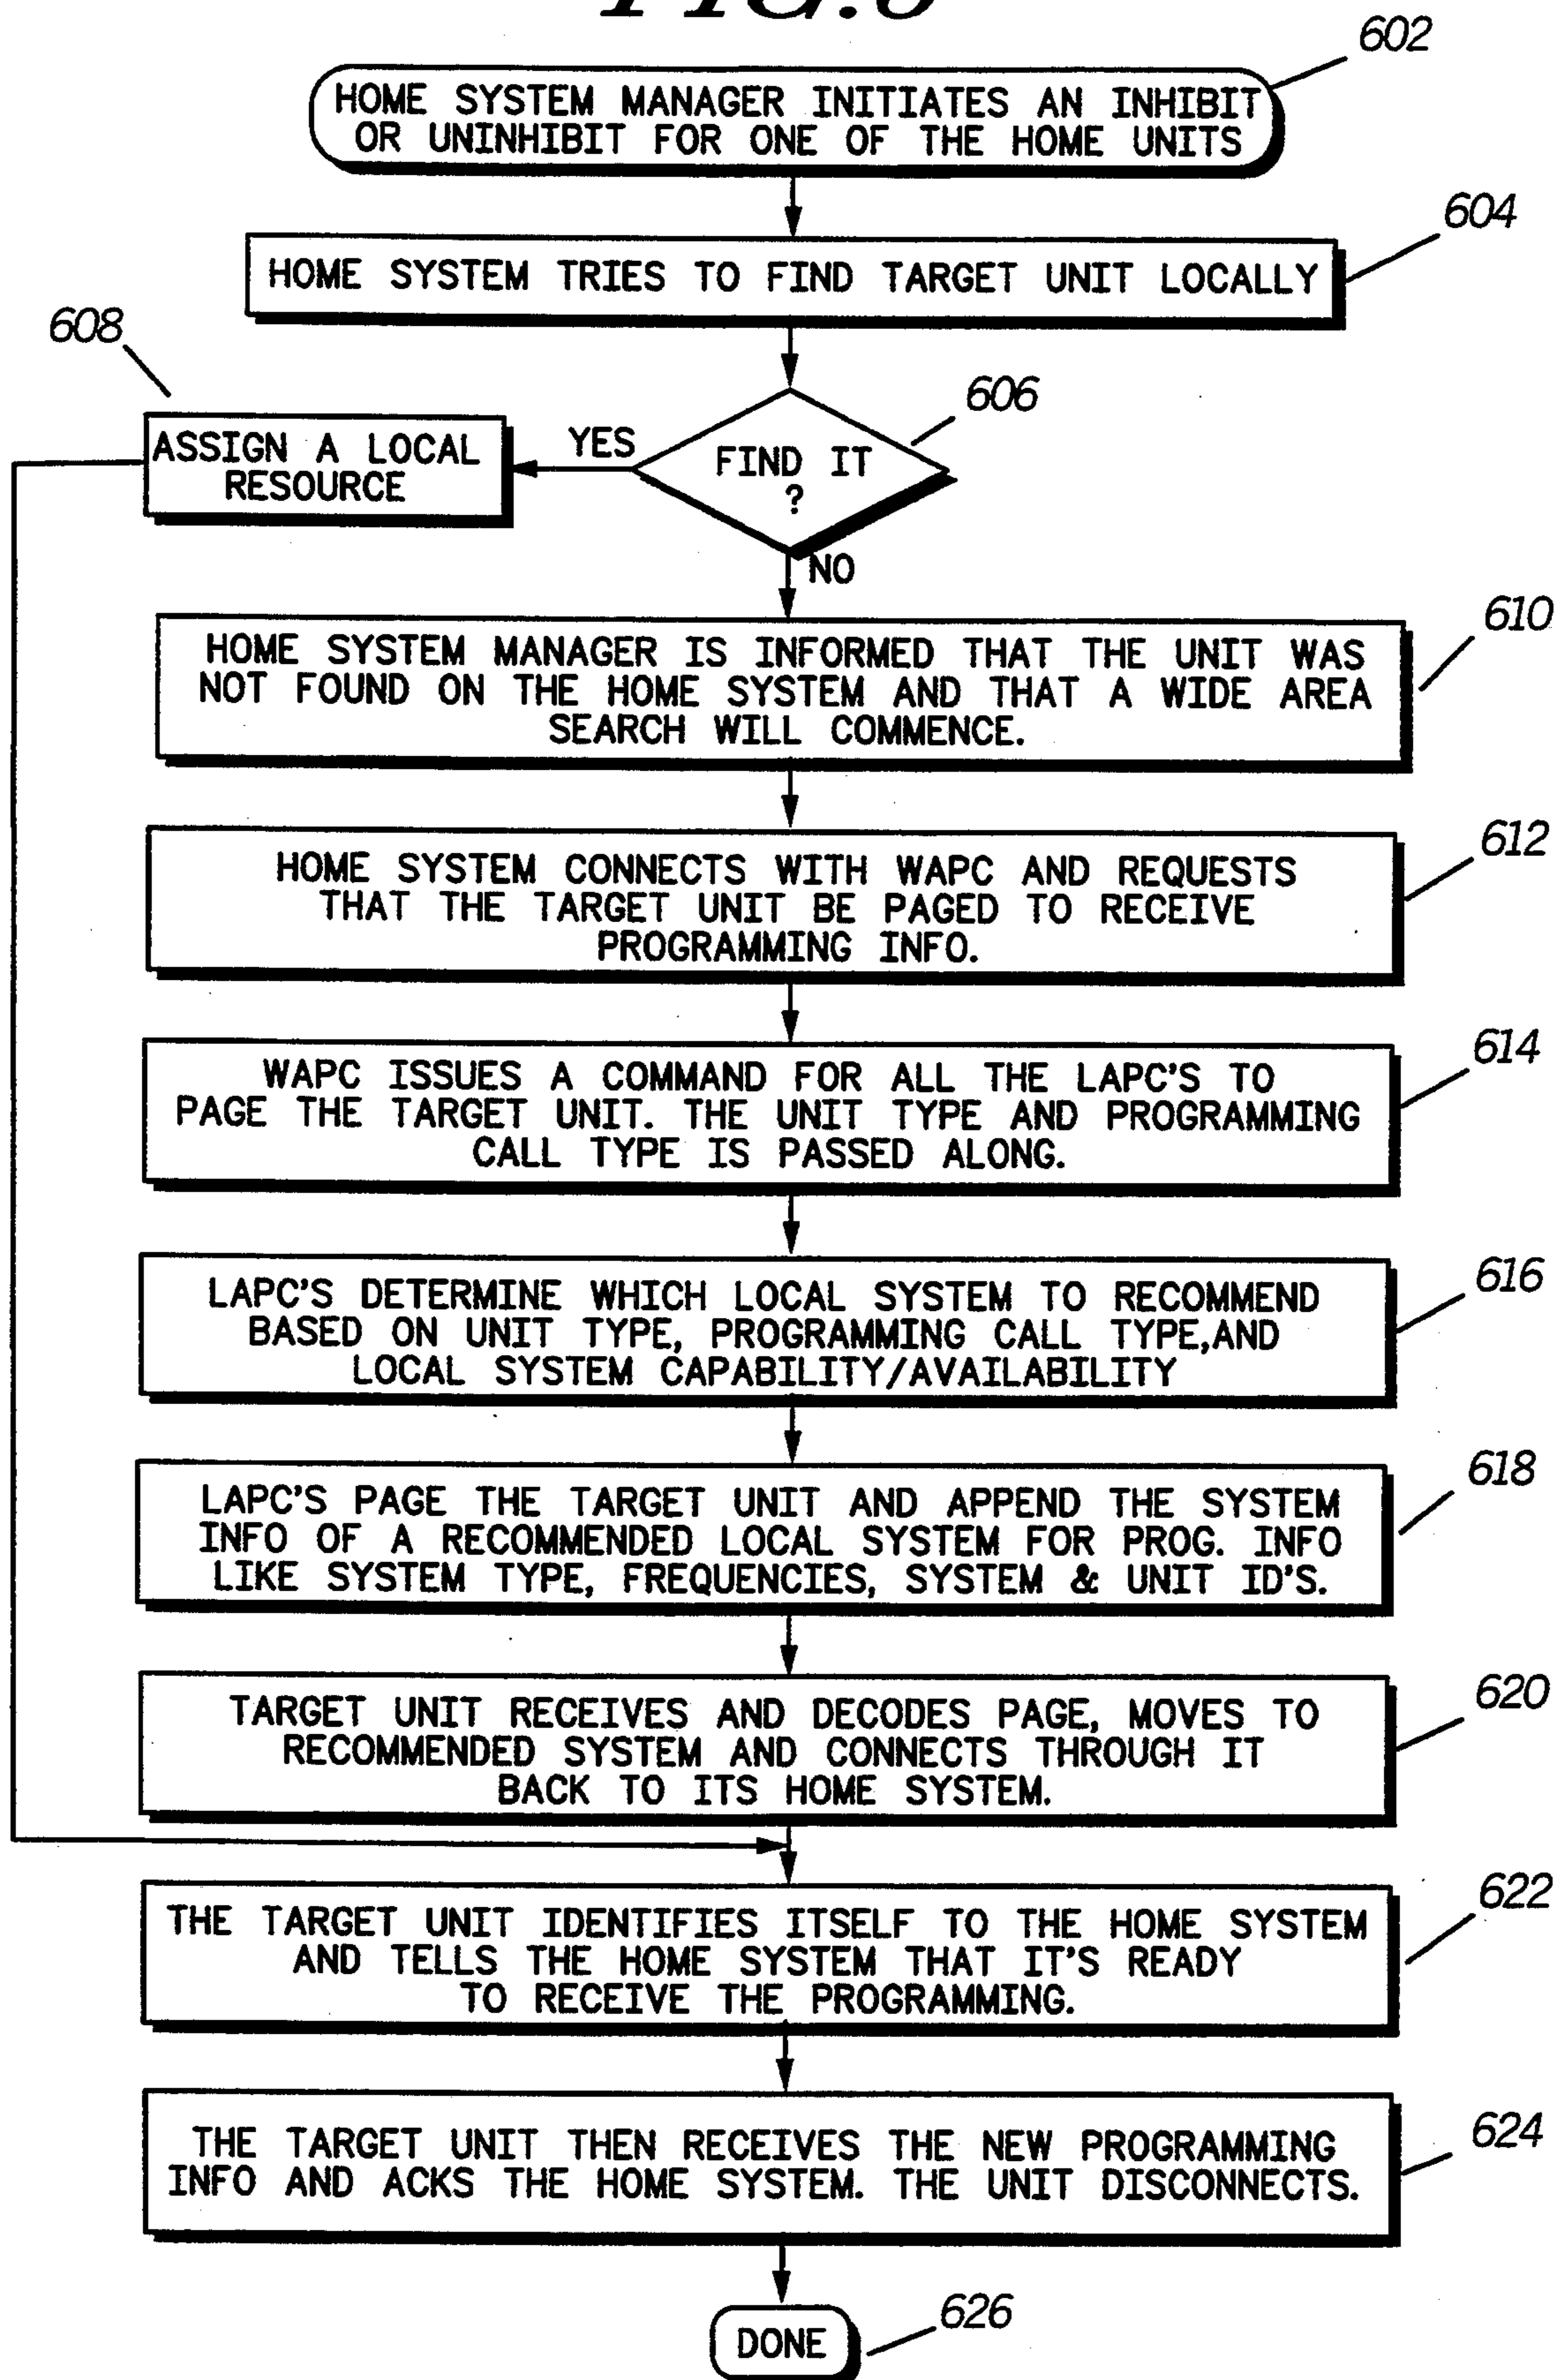 602
HOME SYSTEM MANAGER INITIATES AN INHIBIT
OR UNINHIBIT FOR ONE OF THE HOME UNITS
604
HOME SYSTEM TRIES TO FIND TARGET UNIT LOCALLY
608
606
ASSIGN A LOCAL
RESOURCE
YES
FIND IT
?
NO
610
HOME SYSTEM MANAGER IS INFORMED THAT THE UNIT WAS
NOT FOUND ON THE HOME SYSTEM AND THAT A WIDE AREA
SEARCH WILL COMMENCE.
612
HOME SYSTEM CONNECTS WITH WAPC AND REQUESTS
THAT THE TARGET UNIT BE PAGED TO RECEIVE
PROGRAMMING INFO.
614
WAPC ISSUES A COMMAND FOR ALL THE LAPC'S TO
PAGE THE TARGET UNIT. THE UNIT TYPE AND PROGRAMMING
CALL TYPE IS PASSED ALONG.
616
LAPC'S DETERMINE WHICH LOCAL SYSTEM TO RECOMMEND
BASED ON UNIT TYPE, PROGRAMMING CALL TYPE,AND
LOCAL SYSTEM CAPABILITY/AVAILABILITY
618
LAPC'S PAGE THE TARGET UNIT AND APPEND THE SYSTEM
INFO OF A RECOMMENDED LOCAL SYSTEM FOR PROG. INFO
LIKE SYSTEM TYPE, FREQUENCIES, SYSTEM & UNIT ID'S.
620
TARGET UNIT RECEIVES AND DECODES PAGE, MOVES TO
RECOMMENDED SYSTEM AND CONNECTS THROUGH IT
BACK TO ITS HOME SYSTEM.
622
THE TARGET UNIT IDENTIFIES ITSELF TO THE HOME SYSTEM
AND TELLS THE HOME SYSTEM THAT IT'S READY
TO RECEIVE THE PROGRAMMING.
624
THE TARGET UNIT THEN RECEIVES THE NEW PROGRAMMING
INFO AND ACKS THE HOME SYSTEM. THE UNIT DISCONNECTS.
626
DONE